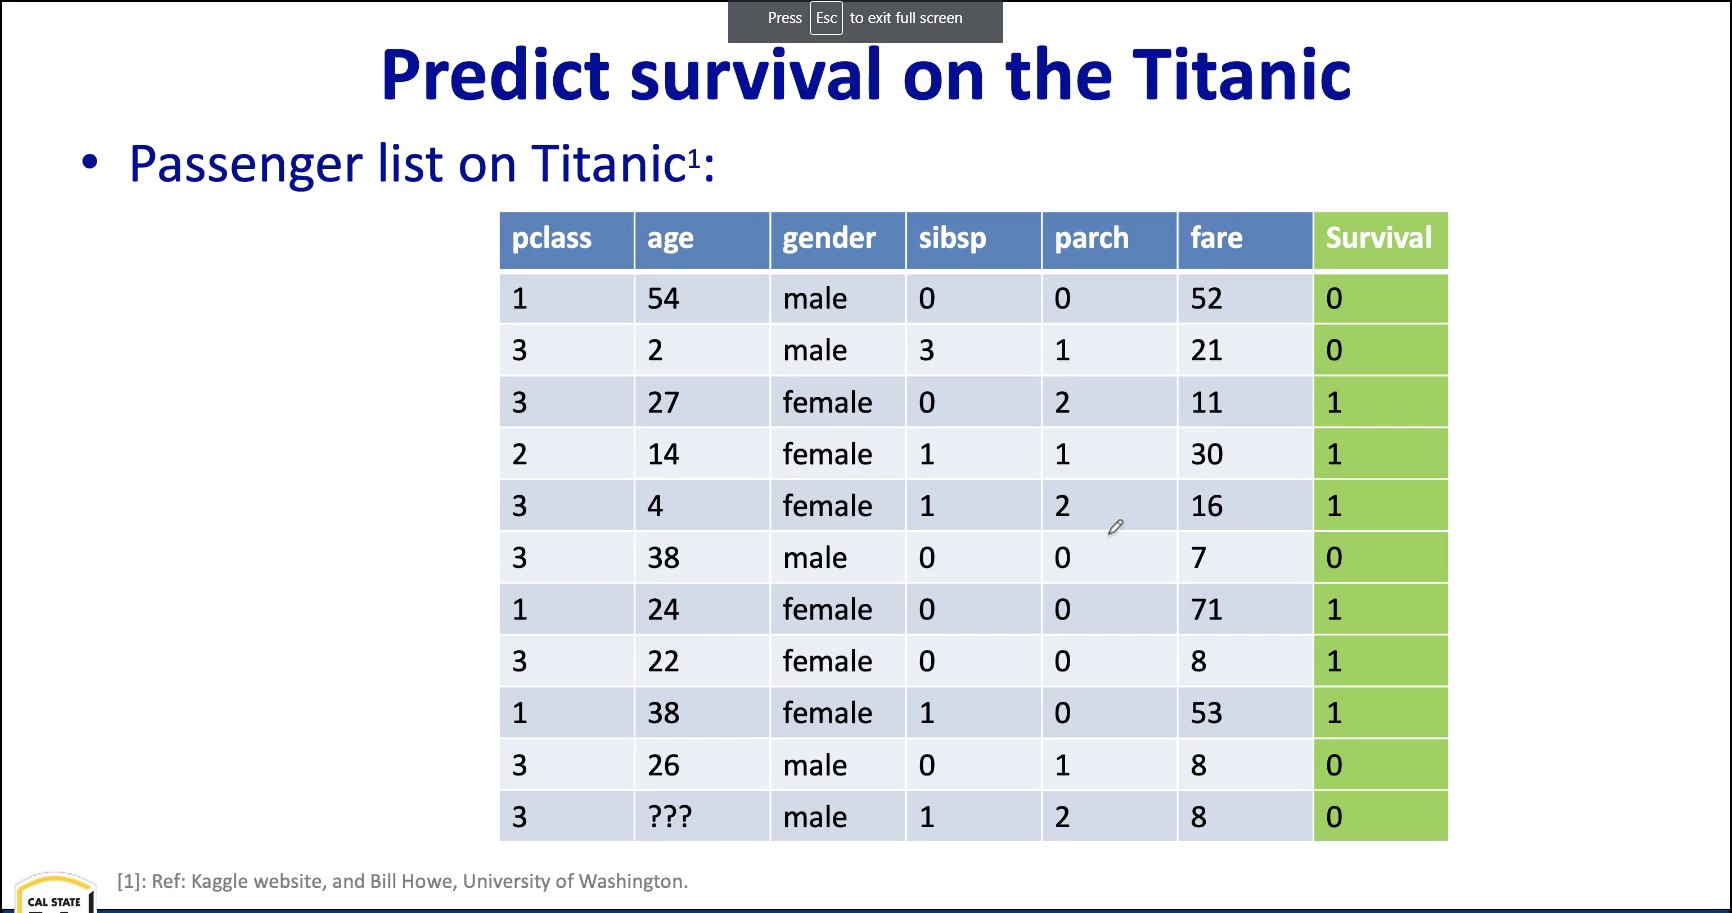 Press Esc to exit full screen
Predict survival on the Titanic
• Passenger list on Titanic1:
pclass age gender sibsp parch fare Survival
1 54 male 0 0 52 0
3 2 male 3 1 21 0
3 27 female 0 2 11 1
2 14 female 1 1 30 1
3 4 female 1 2 16 1
3 38 male 0 0 7 0
1 24 female 0 0 71 1
3 22 female 0 0 8 1
1 38 female 1 0 53 1
3 26 male 0 1 8 0
3 ??? male 1 2 8 0
[1]: Ref: Kaggle website, and Bill Howe, University of Washington.
CAL STATE